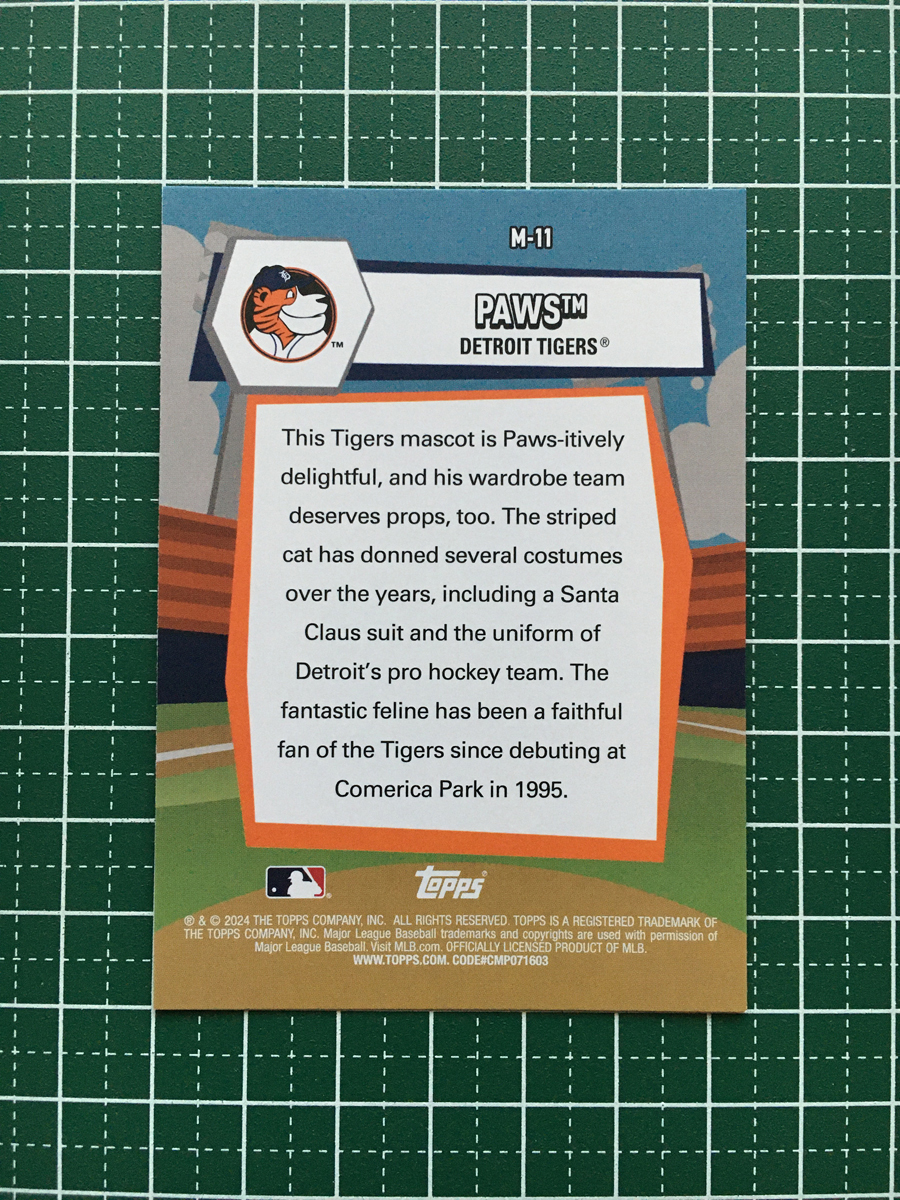 M-11
PAWS™
DETROIT TIGERS®
™
This Tigers mascot is Paws-itively
delightful, and his wardrobe team
deserves props, too. The striped
cat has donned several costumes
over the years, including a Santa
Claus suit and the uniform of
Detroit's pro hockey team. The
fantastic feline has been a faithful
fan of the Tigers since debuting at
Comerica Park in 1995.
® Topps®
® & © 2024 THE TOPPS COMPANY, INC. ALL RIGHTS RESERVED. TOPPS IS A REGISTERED TRADEMARK OF
THE TOPPS COMPANY, INC. Major League Baseball trademarks and copyrights are used with permission of
Major League Baseball. Visit MLB.com. OFFICIALLY LICENSED PRODUCT OF MLB.
WWW.TOPPS.COM. CODE#CMP071603